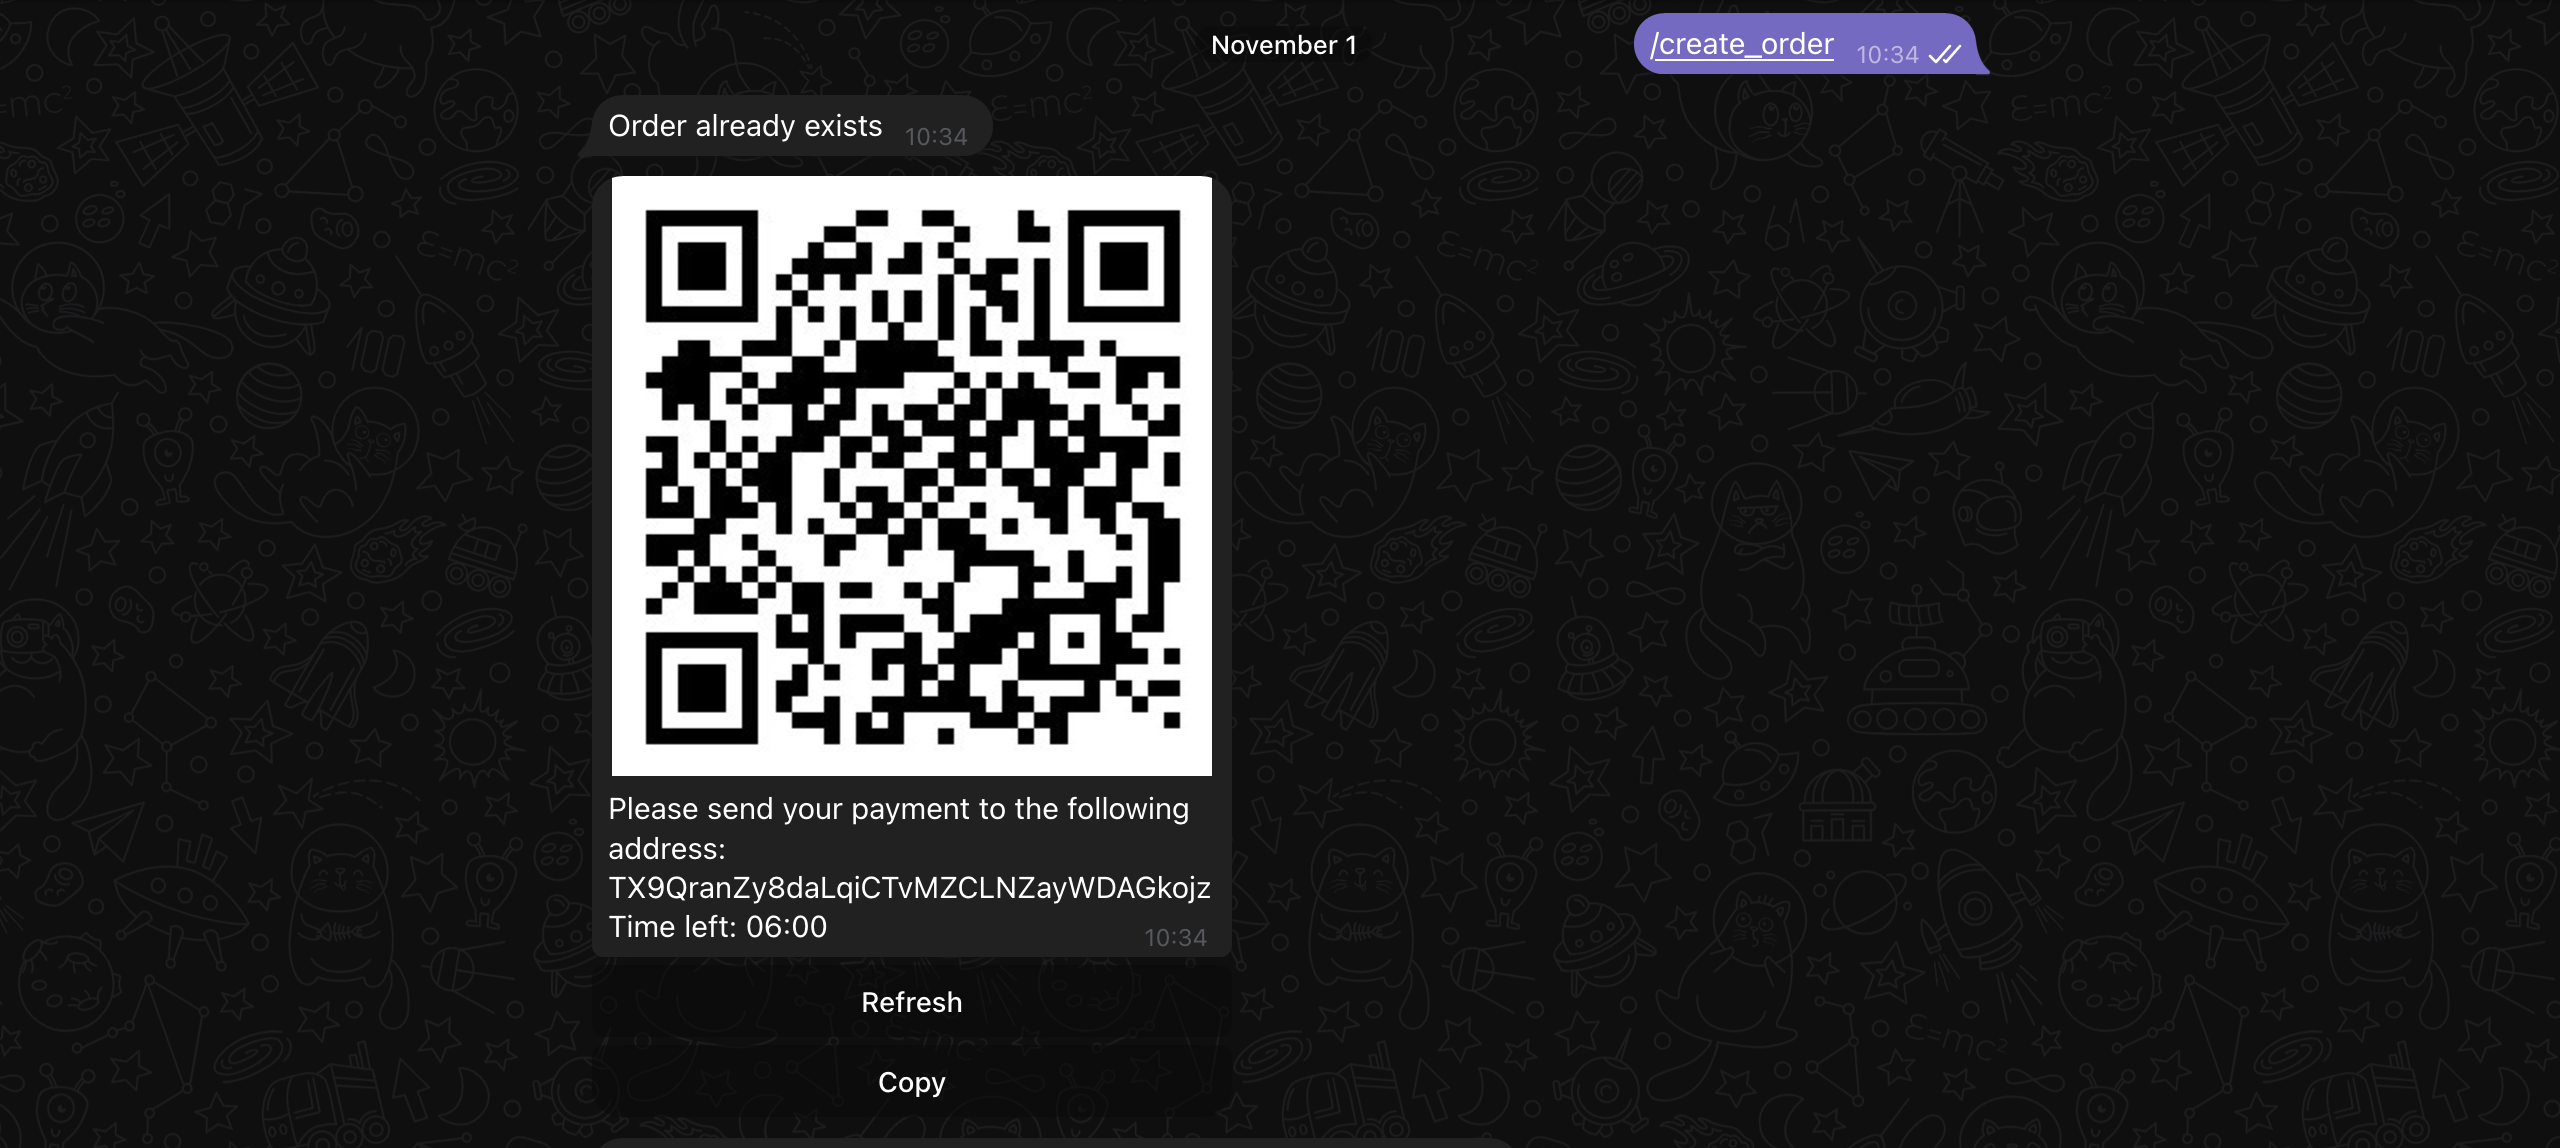 November 1
/create_order 10:34
Order already exists 10:34
Please send your payment to the following
address:
TX9QranZy8daLqiCTvMZCLNZayWDAGkojz
Time left: 06:00
10:34
Refresh
Copy